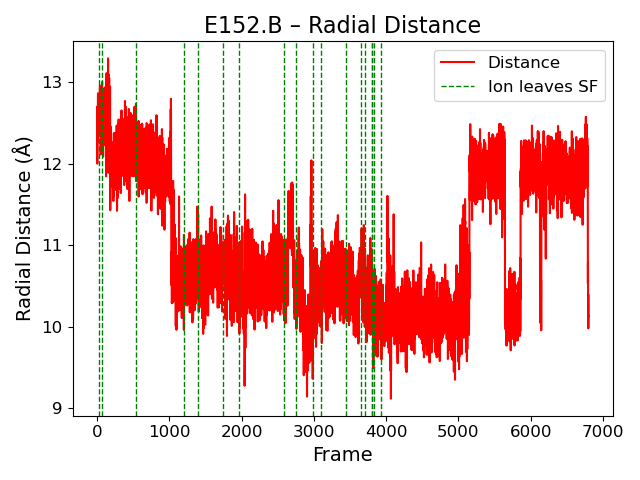 E152.B – Radial Distance
Radial Distance (Å)
13
12
11
10
9
Distance
Ion leaves SF
0 1000 2000 3000 4000 5000 6000 7000
Frame